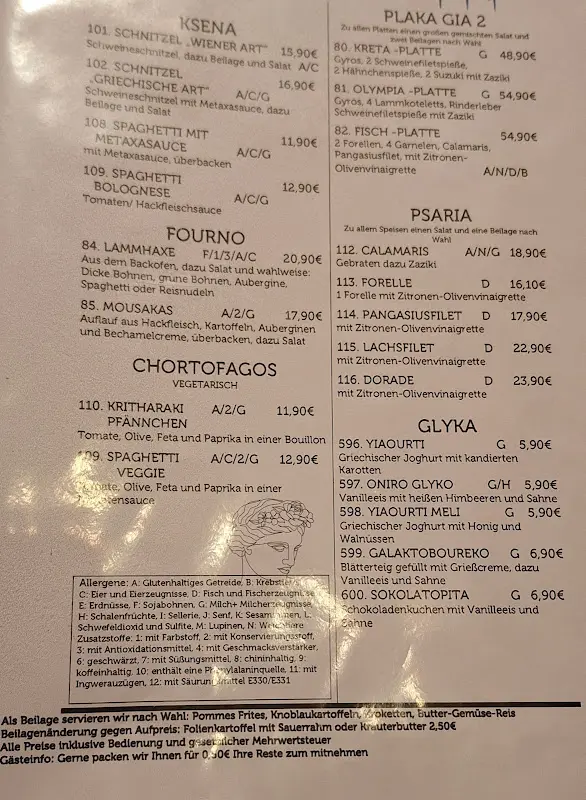 KSENA
101. SCHNITZEL „WIENER ART" 15,90€
Schweineschnitzel, dazu Beilage und Salat A/C
102. SCHNITZEL
„GRIECHISCHE ART" A/C/G 16,90€
Schweineschnitzel mit Metaxasauce, dazu
Beilage und Salat
108. SPAGHETTI MIT
METAXASAUCE A/C/G 11,90€
mit Metaxasauce, überbacken
109. SPAGHETTI
BOLOGNESE A/C/G 12,90€
Tomaten/ Hackfleischsauce
FOURNO
84. LAMMHAXE F/1/3/A/C 20,90€
Aus dem Backofen, dazu Salat und wahlweise:
Dicke Bohnen, grüne Bohnen, Aubergine,
Spaghetti oder Reisnudeln
85. MOUSAKAS A/2/G 17,90€
Auflauf aus Hackfleisch, Kartoffeln, Auberginen
und Bechamelcreme, überbacken, dazu Salat
CHORTOFAGOS
VEGETARISCH
110. KRITHARAKI A/2/G 11,90€
PFÄNNCHEN
Tomate, Olive, Feta und Paprika in einer Bouillon
109. SPAGHETTI A/C/2/G 12,90€
VEGGIE
Tomate, Olive, Feta und Paprika in einer
Tomatensauce
Allergene: A: Glutenhaltiges Getreide, B: Krebstiere,
C: Eier und Eierzeugnisse, D: Fisch und Fischerzeugnisse
E: Erdnüsse, F: Sojabohnen, G: Milch+ Milcherzeugnisse,
H: Schalenfrüchte, I: Sellerie, J: Senf, K: Sesamsamen, L:
Schwefeldioxid und Sulfite, M: Lupinen, N: Weichtiere
Zusatzstoffe: 1: mit Farbstoff, 2: mit Konservierungsstoff,
3: mit Antioxidationsmittel, 4: mit Geschmacksverstärker,
6: geschwärzt, 7: mit Süßungsmittel, 8: chininhaltig, 9:
koffeinhaltig, 10: enthält eine Phenylalaninquelle, 11: mit
Ingwerauzügen, 12: mit Säurungsmittel E330/E331
PLAKA GIA 2
Zu allen Platten einen großen gemischten Salat und
zwei Beilagen nach Wahl
80. KRETA -PLATTE G 48,90€
Gyros, 2 Schweinefiletspieße,
2 Hähnchenspieße, 2 Suzuki mit Zaziki
81. OLYMPIA -PLATTE G 54,90€
Gyros, 4 Lammkoteletts, Rinderleber
Schweinefiletspieße mit Zaziki
82. FISCH -PLATTE 54,90€
2 Forellen, 4 Garnelen, Calamaris,
Pangasiusfilet, mit Zitronen-
Olivenvinaigrette A/N/D/B
PSARIA
Zu allem Speisen einen Salat und eine Beilage nach
Wahl
112. CALAMARIS A/N/G 18,90€
Gebraten dazu Zaziki
113. FORELLE D 16,10€
1 Forelle mit Zitronen-Olivenvinaigrette
114. PANGASIUSFILET D 17,90€
mit Zitronen-Olivenvinaigrette
115. LACHSFILET D 22,90€
mit Zitronen-Olivenvinaigrette
116. DORADE D 23,90€
mit Zitronen-Olivenvinaigrette
GLYKA
596. YIAOURTI G 5,90€
Griechischer Joghurt mit kandierten
Karotten
597. ONIRO GLYKO G/H 5,90€
Vanilleeis mit heißen Himbeeren und Sahne
598. YIAOURTI MELI G 5,90€
Griechischer Joghurt mit Honig und
Walnüssen
599. GALAKTOBOUREKO G 6,90€
Blätterteig gefüllt mit Grießcreme, dazu
Vanilleeis und Sahne
600. SOKOLATOPITA G 6,90€
Schokoladenkuchen mit Vanilleeis und
Sahne
Als Beilage servieren wir nach Wahl: Pommes Frites, Knoblaukartoffeln, Kroketten, Butter-Gemüse-Reis
Beilagenänderung gegen Aufpreis: Folienkartoffel mit Sauerrahm oder Kräuterbutter 2,50€
Alle Preise inklusive Bedienung und gesetzlicher Mehrwertsteuer
Gästeinfo: Gerne packen wir Ihnen für 0,50€ Ihre Reste zum mitnehmen